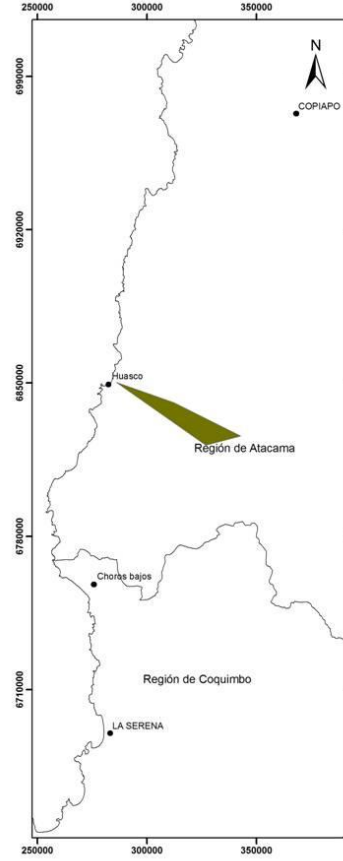 250000 300000 350000
N
6990000
COPIAPO
6920000
6850000
Huasco
Región de Atacama
6780000
Choros bajos
Región de Coquimbo
6710000
LA SERENA
250000 300000 350000